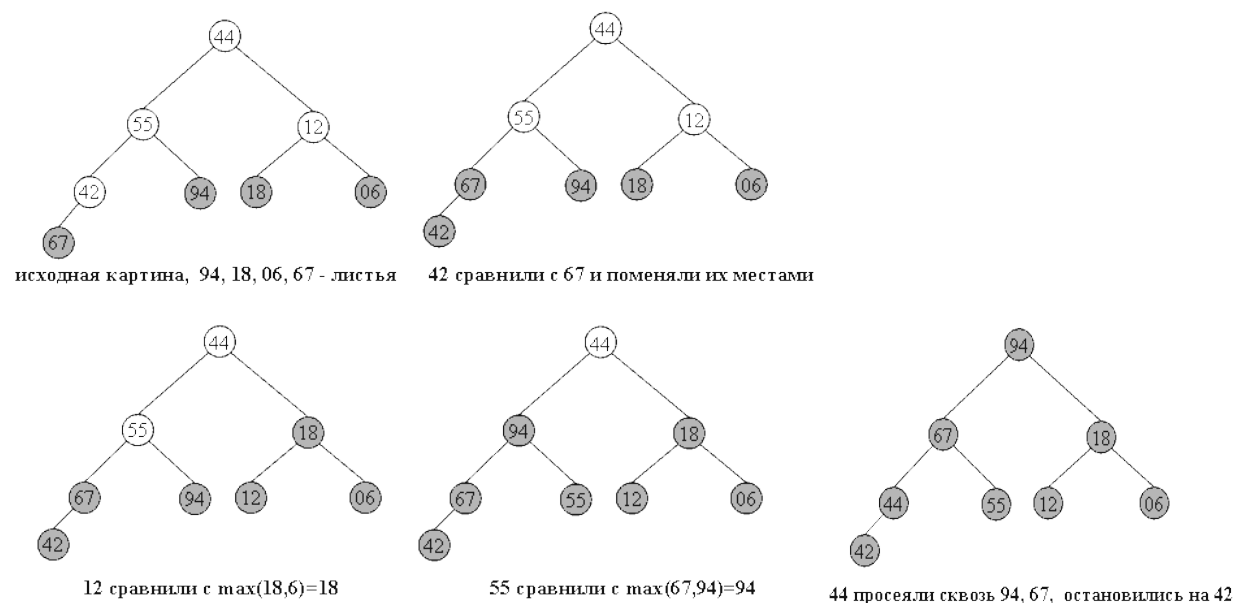 44
55 12
42 94 18 06
67
исходная картина, 94, 18, 06, 67 - листья
44
55 12
67 94 18 06
42
42 сравнили с 67 и поменяли их местами
44
55 18
67 94 12 06
42
12 сравнили с max(18,6)=18
44
94 18
67 55 12 06
42
55 сравнили с max(67,94)=94
94
67 18
44 55 12 06
42
44 просеяли сквозь 94, 67, остановились на 42